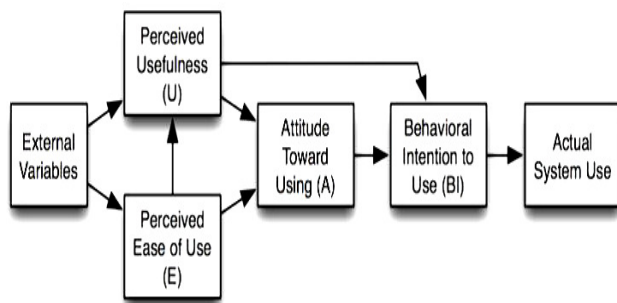 Perceived
Usefulness
(U)
External
Variables
Attitude
Toward
Using (A)
Behavioral
Intention to
Use (BI)
Actual
System Use
Perceived
Ease of Use
(E)